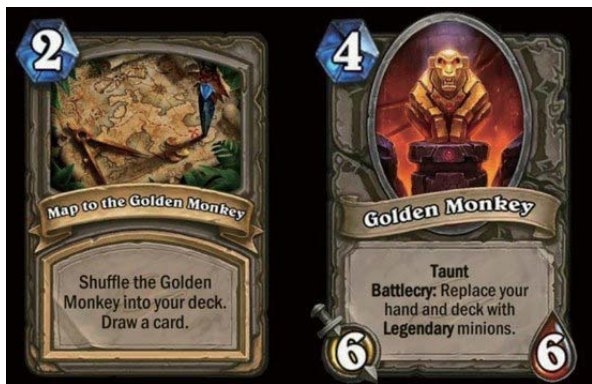 2
Map to the Golden Monkey
Shuffle the Golden
Monkey into your deck.
Draw a card.
4
Golden Monkey
Taunt
Battlecry: Replace your
hand and deck with
Legendary minions.
6
6